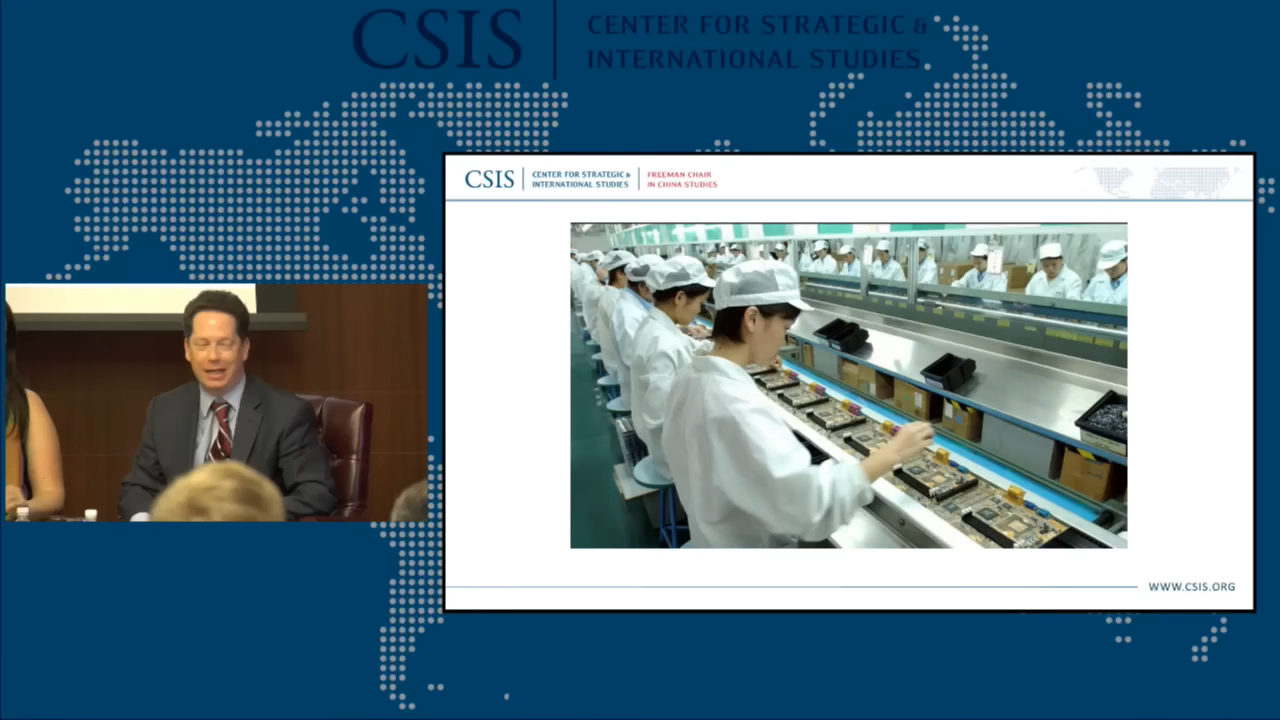 CSIS
CENTER FOR STRATEGIC &
INTERNATIONAL STUDIES
CSIS
CENTER FOR STRATEGIC &
INTERNATIONAL STUDIES
FREEMAN CHAIR
IN CHINA STUDIES
WWW.CSIS.ORG